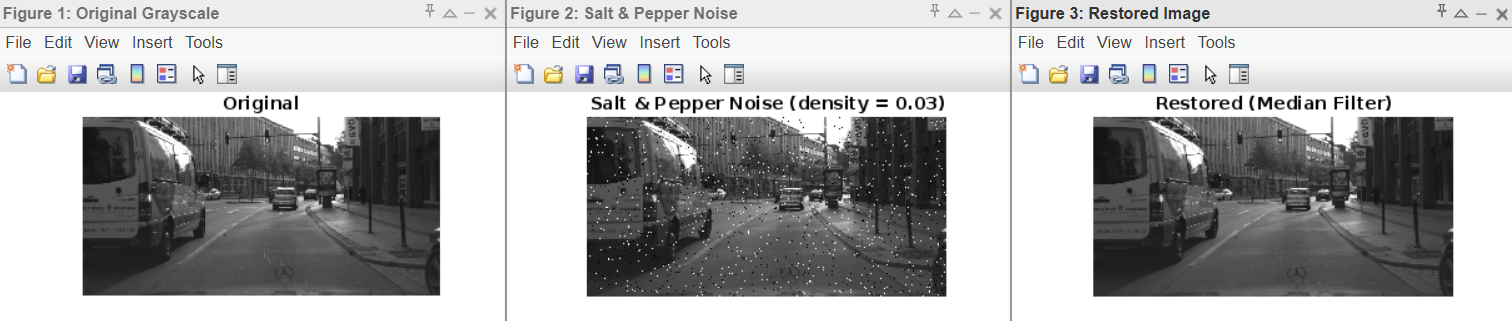 Figure 1: Original Grayscale
File Edit View Insert Tools
Original
Figure 2: Salt & Pepper Noise
File Edit View Insert Tools
Salt & Pepper Noise (density = 0.03)
Figure 3: Restored Image
File Edit View Insert Tools
Restored (Median Filter)